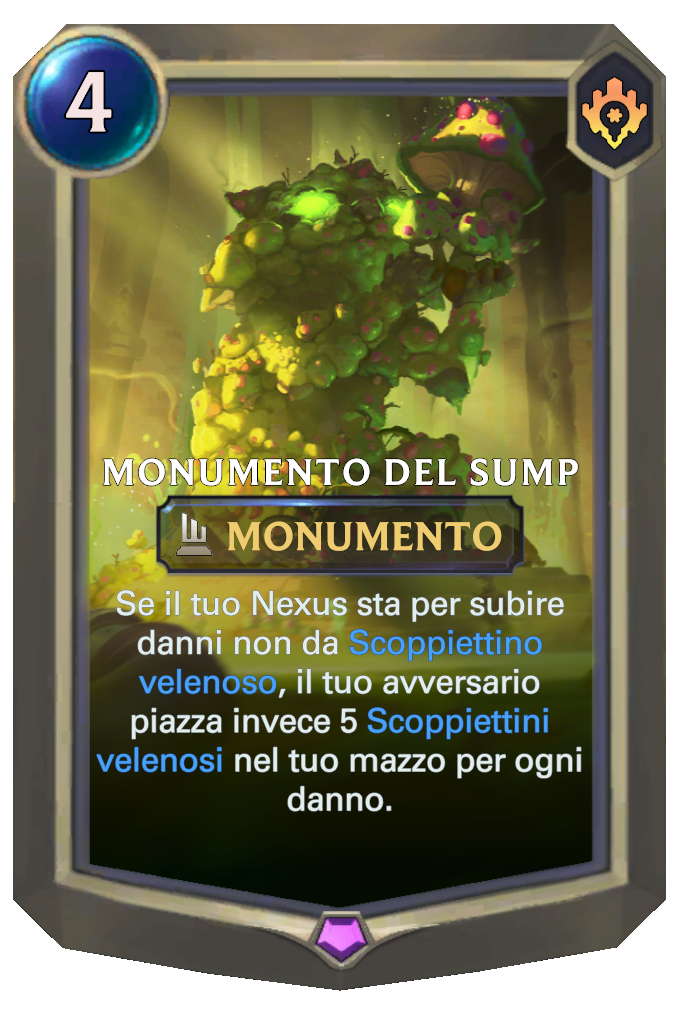 4
MONUMENTO DEL SUMP
MONUMENTO
Se il tuo Nexus sta per subire
danni non da Scoppiettino
velenoso, il tuo avversario
piazza invece 5 Scoppiettini
velenosi nel tuo mazzo per ogni
danno.